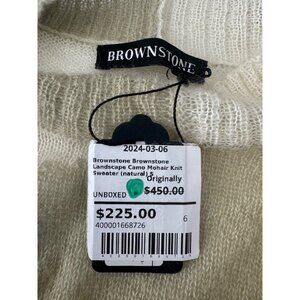 BROWNSTONE
2024-03-06
Brownstone Brownstone
Landscape Camo Mohair Knit
Sweater (natural) S
Originally
UNBOXED $450.00
$225.00
400001668726 6